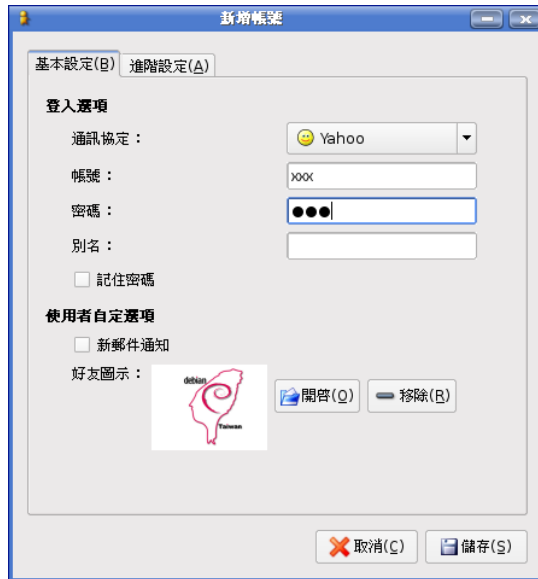 新增帳號
基本設定(B) 進階設定(A)
登入選項
通訊協定： Yahoo
帳號： xxx
密碼： ●●●
別名：
記住密碼
使用者自定選項
新郵件通知
好友圖示： debian Taiwan 開啓(O) 移除(R)
取消(C) 儲存(S)